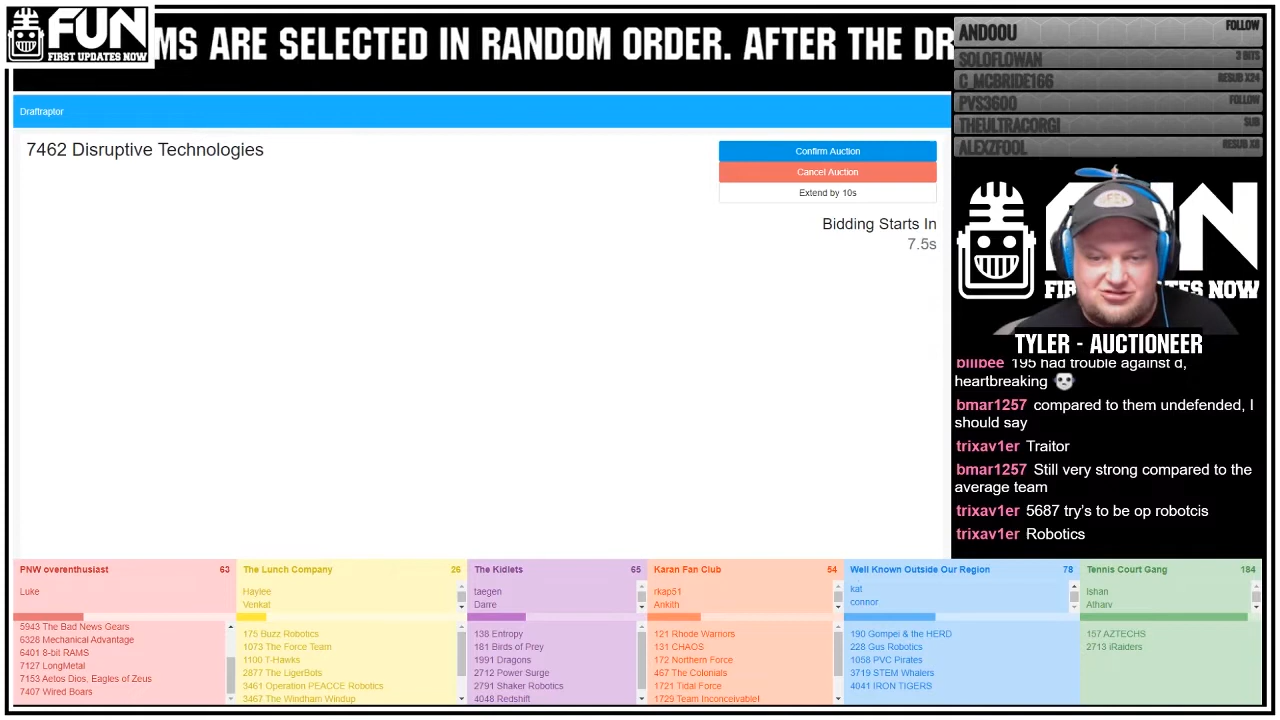 FUN
FIRST UPDATES NOW
MS ARE SELECTED IN RANDOM ORDER. AFTER THE DR
Draftraptor
7462 Disruptive Technologies
Confirm Auction
Cancel Auction
Extend by 10s
Bidding Starts In
7.5s
ANDOOU FOLLOW
SOLOFLOWAN 3 BITS
C_MCBRIDE166 RESUB X24
PVS3600 FOLLOW
THEULTRACORGI SUB
ALEXZFOOL RESUB X8
TYLER - AUCTIONEER
billbee 195 had trouble against d,
heartbreaking
bmar1257 compared to them undefended, I
should say
trixav1er Traitor
bmar1257 Still very strong compared to the
average team
trixav1er 5687 try's to be op robotcis
trixav1er Robotics
PNW overenthusiast 63
Luke
5943 The Bad News Gears
6328 Mechanical Advantage
6401 8-bit RAMS
7127 LongMetal
7153 Aetos Dios, Eagles of Zeus
7407 Wired Boars
The Lunch Company 26
Haylee
Venkat
175 Buzz Robotics
1073 The Force Team
1100 T-Hawks
2877 The LigerBots
3461 Operation PEACCE Robotics
3467 The Windham Windup
The Kidlets 65
taegen
Darre
138 Entropy
181 Birds of Prey
1991 Dragons
2712 Power Surge
2791 Shaker Robotics
4048 Redshift
Karan Fan Club 54
rkap51
Ankith
121 Rhode Warriors
131 CHAOS
172 Northern Force
467 The Colonials
1721 Tidal Force
1729 Team Inconceivable!
Well Known Outside Our Region 78
kat
connor
190 Gompei & the HERD
228 Gus Robotics
1058 PVC Pirates
3719 STEM Whalers
4041 IRON TIGERS
Tennis Court Gang 184
Ishan
Atharv
157 AZTECHS
2713 iRaiders